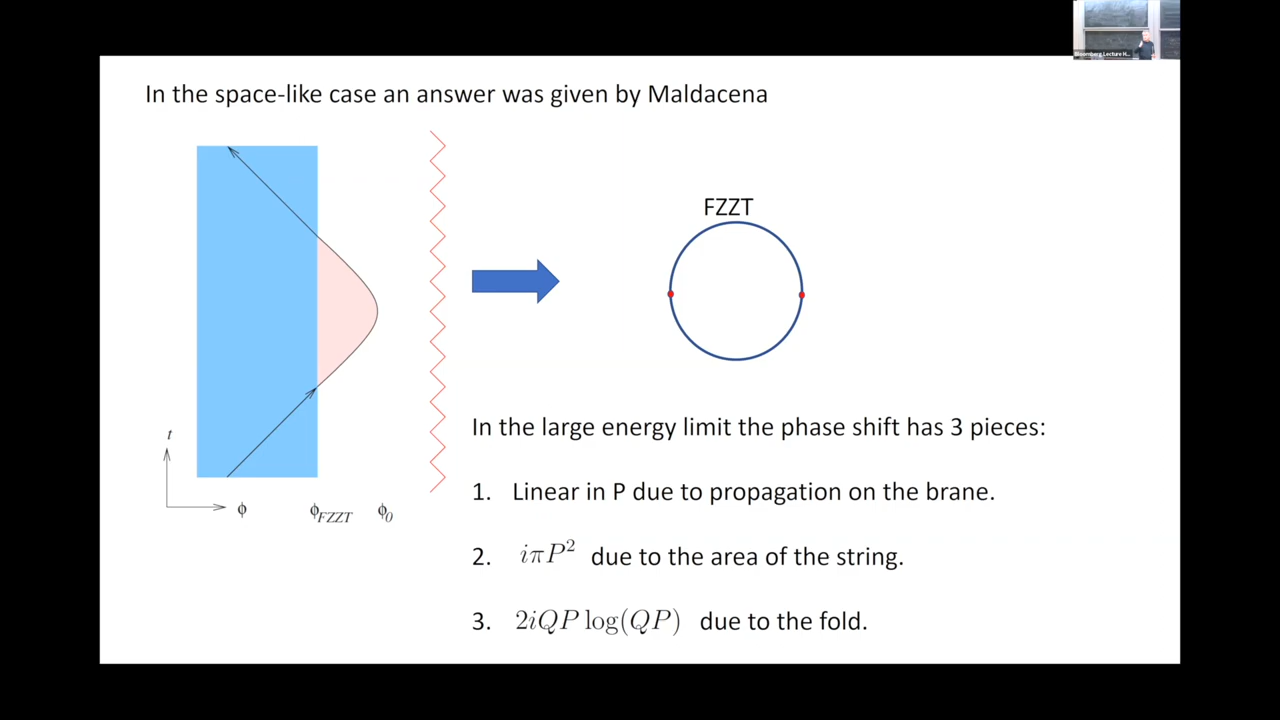 Bloomberg Lecture H...
In the space-like case an answer was given by Maldacena
FZZT
t
ϕ
ϕ_FZZT
ϕ_0
In the large energy limit the phase shift has 3 pieces:
1. Linear in P due to propagation on the brane.
2. iπP² due to the area of the string.
3. 2iQP log(QP) due to the fold.